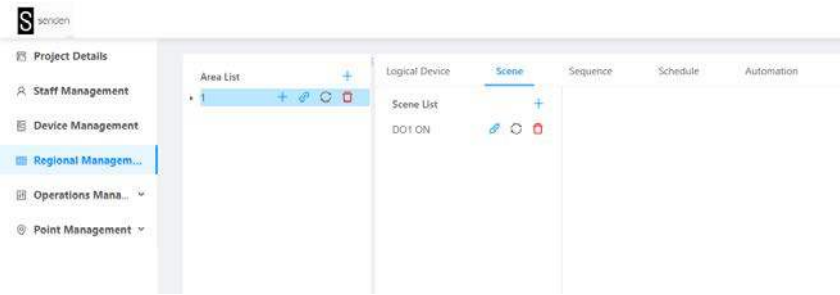 S senden
Project Details
Staff Management
Device Management
Regional Managem...
Operations Mana...
Point Management
Area List
1
Logical Device Scene Sequence Schedule Automation
Scene List
DO1 ON